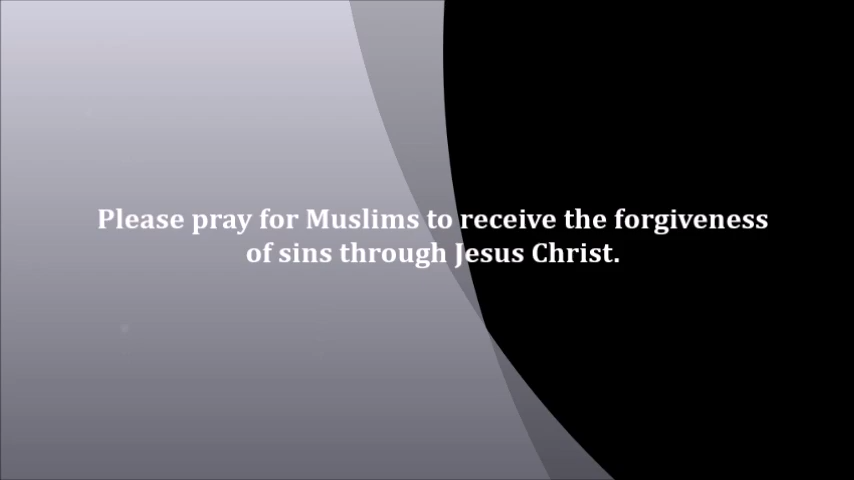 Please pray for Muslims to receive the forgiveness
of sins through Jesus Christ.